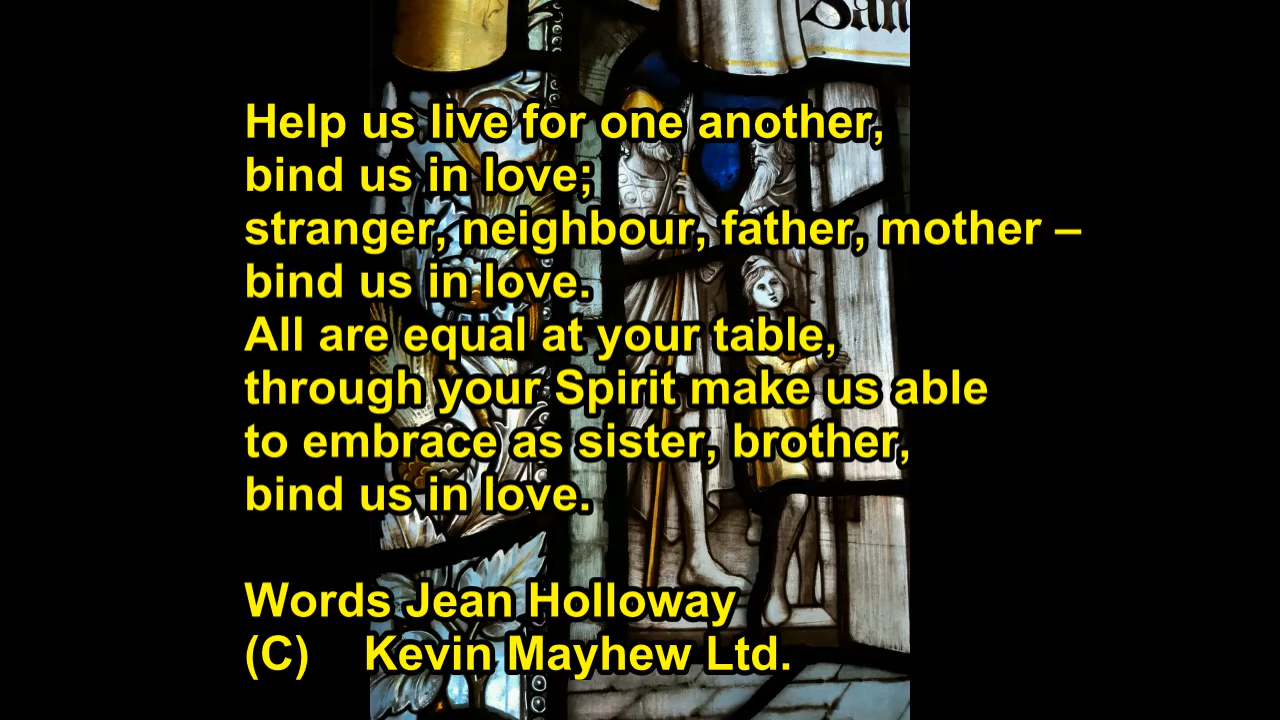 Help us live for one another,
bind us in love;
stranger, neighbour, father, mother –
bind us in love.
All are equal at your table,
through your Spirit make us able
to embrace as sister, brother,
bind us in love.
Words Jean Holloway
(C) Kevin Mayhew Ltd.